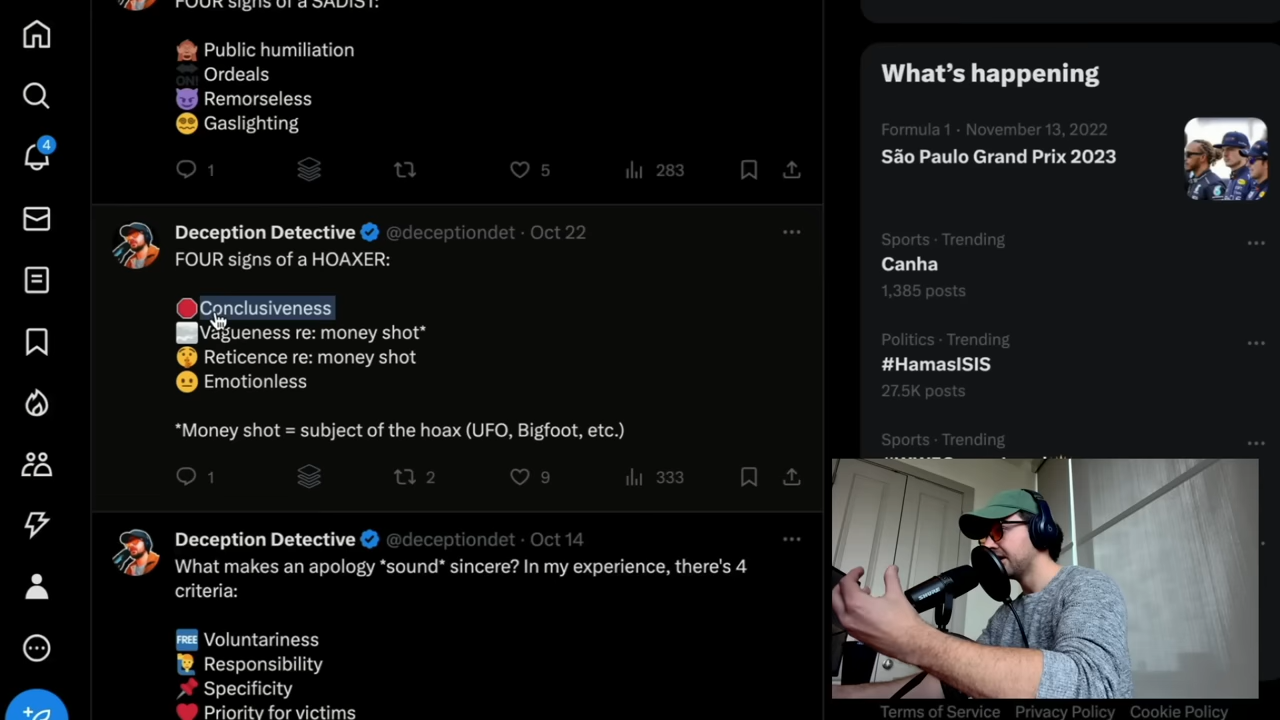 FOUR signs of a SADIST:
Public humiliation
Ordeals
Remorseless
Gaslighting
1
5
283
Deception Detective @deceptiondet · Oct 22
FOUR signs of a HOAXER:
Conclusiveness
Vagueness re: money shot*
Reticence re: money shot
Emotionless
*Money shot = subject of the hoax (UFO, Bigfoot, etc.)
1
2
9
333
Deception Detective @deceptiondet · Oct 14
What makes an apology *sound* sincere? In my experience, there's 4
criteria:
FREE Voluntariness
Responsibility
Specificity
Priority for victims
4
What's happening
Formula 1 · November 13, 2022
São Paulo Grand Prix 2023
Sports · Trending
Canha
1,385 posts
Politics · Trending
#HamasISIS
27.5K posts
Sports · Trending
SHURE
Terms of Service Privacy Policy Cookie Policy